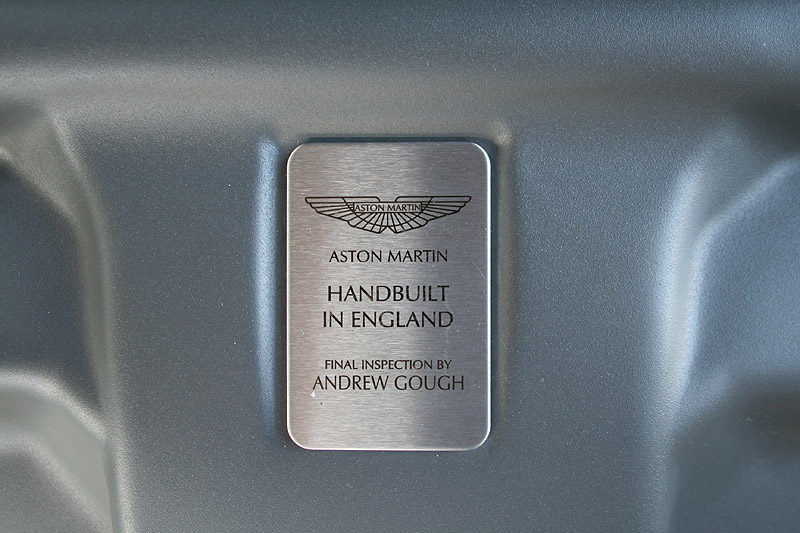 ASTON MARTIN
ASTON MARTIN
HANDBUILT
IN ENGLAND
FINAL INSPECTION BY
ANDREW GOUGH